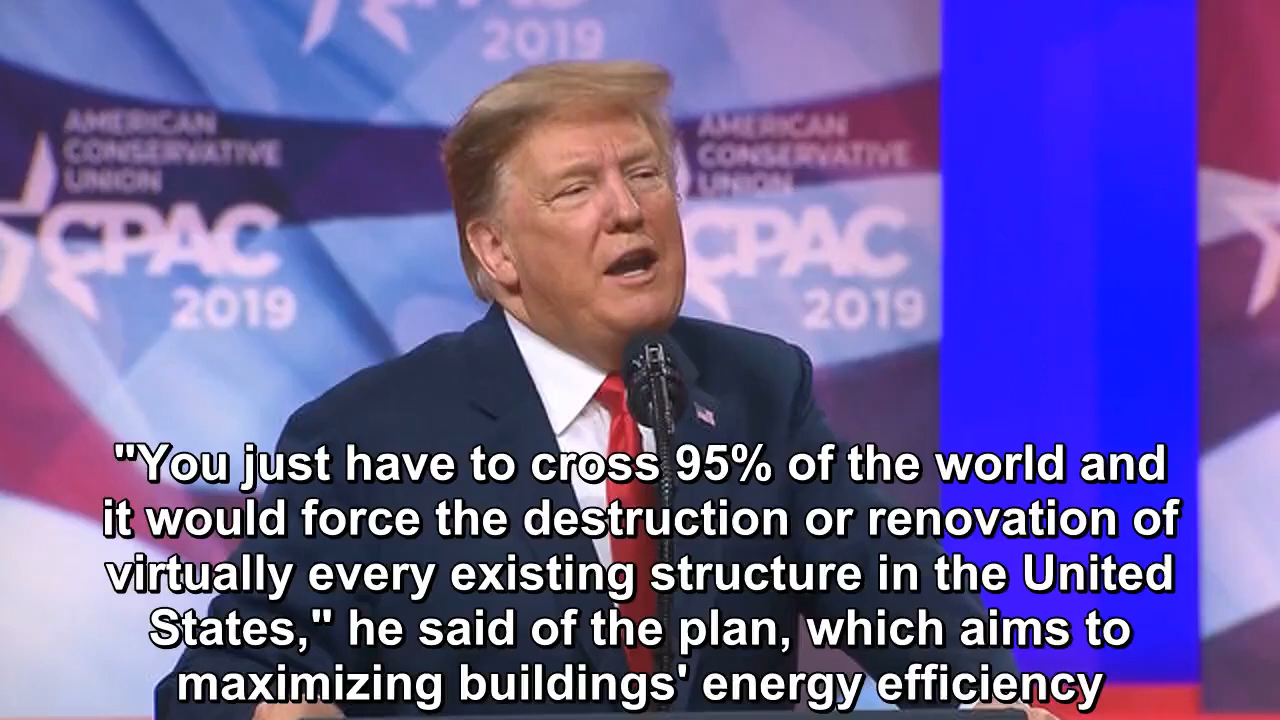 2019
AMERICAN
CONSERVATIVE
UNION
CPAC
2019
AMERICAN
CONSERVATIVE
UNION
CPAC
2019
"You just have to cross 95% of the world and
it would force the destruction or renovation of
virtually every existing structure in the United
States," he said of the plan, which aims to
maximizing buildings' energy efficiency